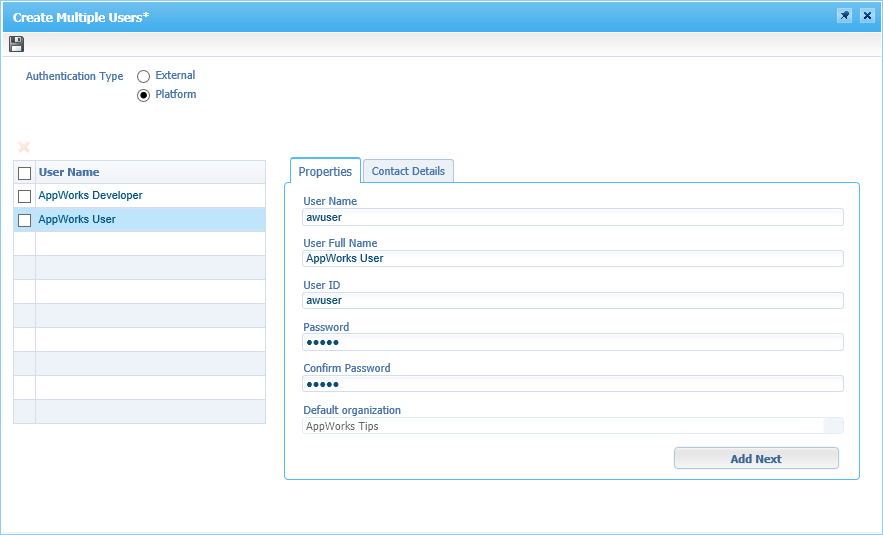 Create Multiple Users*
Authentication Type
External
Platform
User Name
AppWorks Developer
AppWorks User
Properties
Contact Details
User Name
awuser
User Full Name
AppWorks User
User ID
awuser
Password
•••••
Confirm Password
•••••
Default organization
AppWorks Tips
Add Next